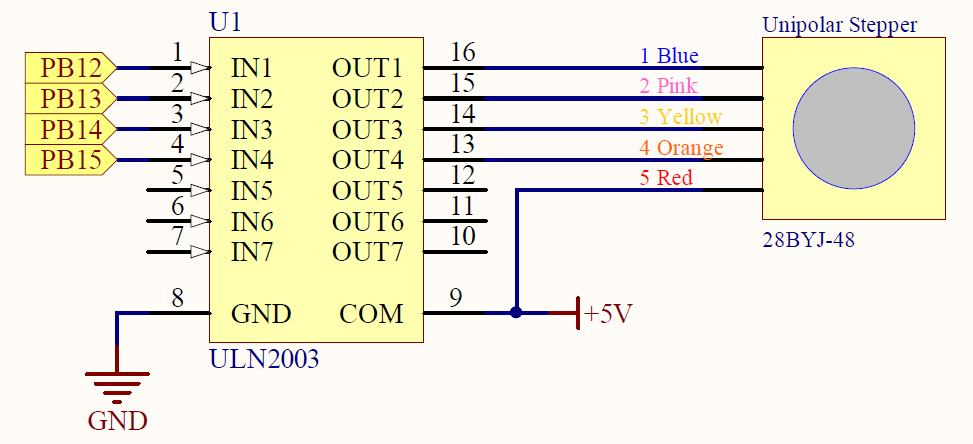 U1
Unipolar Stepper
PB12 1 IN1 OUT1 16 1 Blue
PB13 2 IN2 OUT2 15 2 Pink
PB14 3 IN3 OUT3 14 3 Yellow
PB15 4 IN4 OUT4 13 4 Orange
5 IN5 OUT5 12 5 Red
6 IN6 OUT6 11
7 IN7 OUT7 10
28BYJ-48
8 GND COM 9 +5V
ULN2003
GND